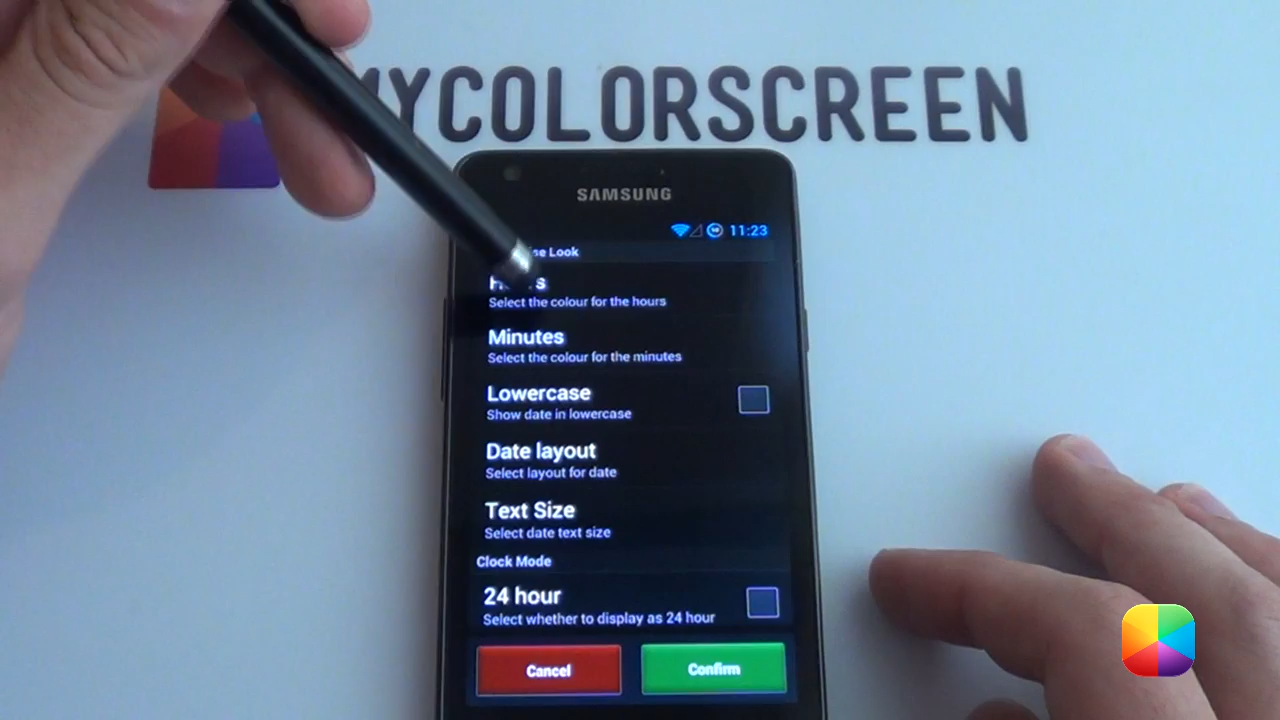 MYCOLORSCREEN
SAMSUNG
11:23
Look
Hours
Select the colour for the hours
Minutes
Select the colour for the minutes
Lowercase
Show date in lowercase
Date layout
Select layout for date
Text Size
Select date text size
Clock Mode
24 hour
Select whether to display as 24 hour
Cancel
Confirm